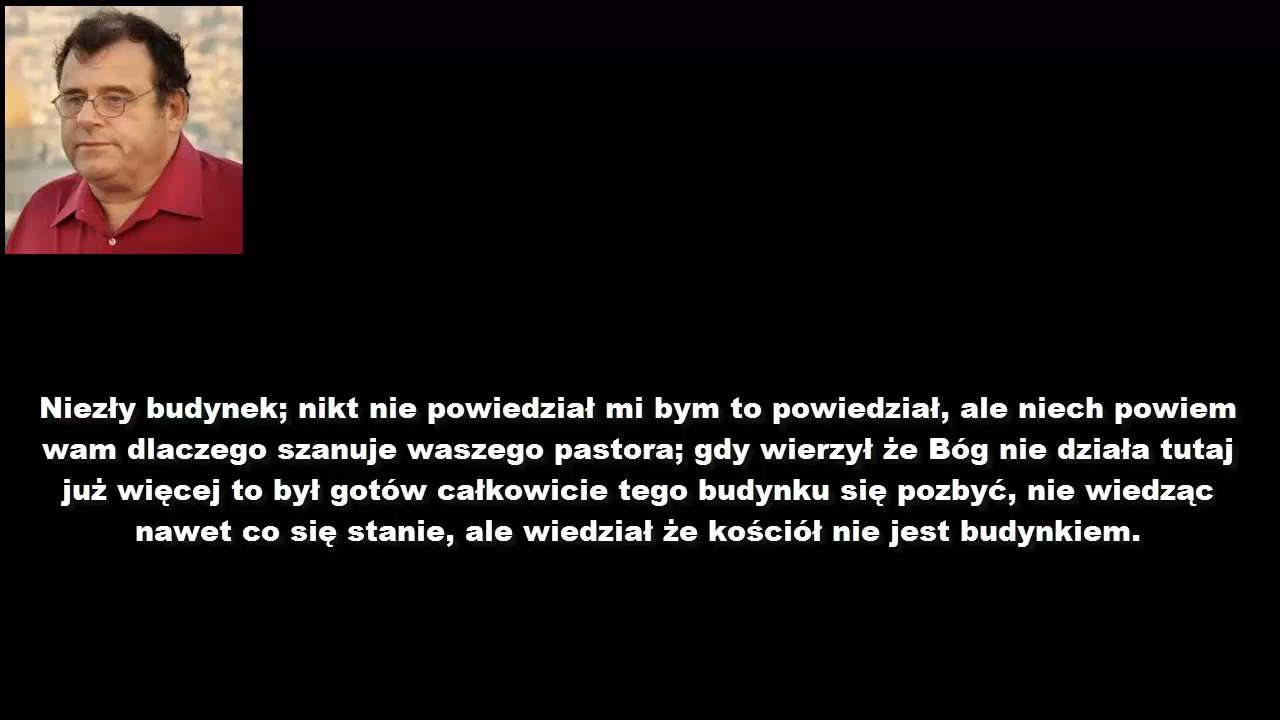 Niezły budynek; nikt nie powiedział mi bym to powiedział, ale niech powiem
wam dlaczego szanuje waszego pastora; gdy wierzył że Bóg nie działa tutaj
już więcej to był gotów całkowicie tego budynku się pozbyć, nie wiedząc
nawet co się stanie, ale wiedział że kościół nie jest budynkiem.